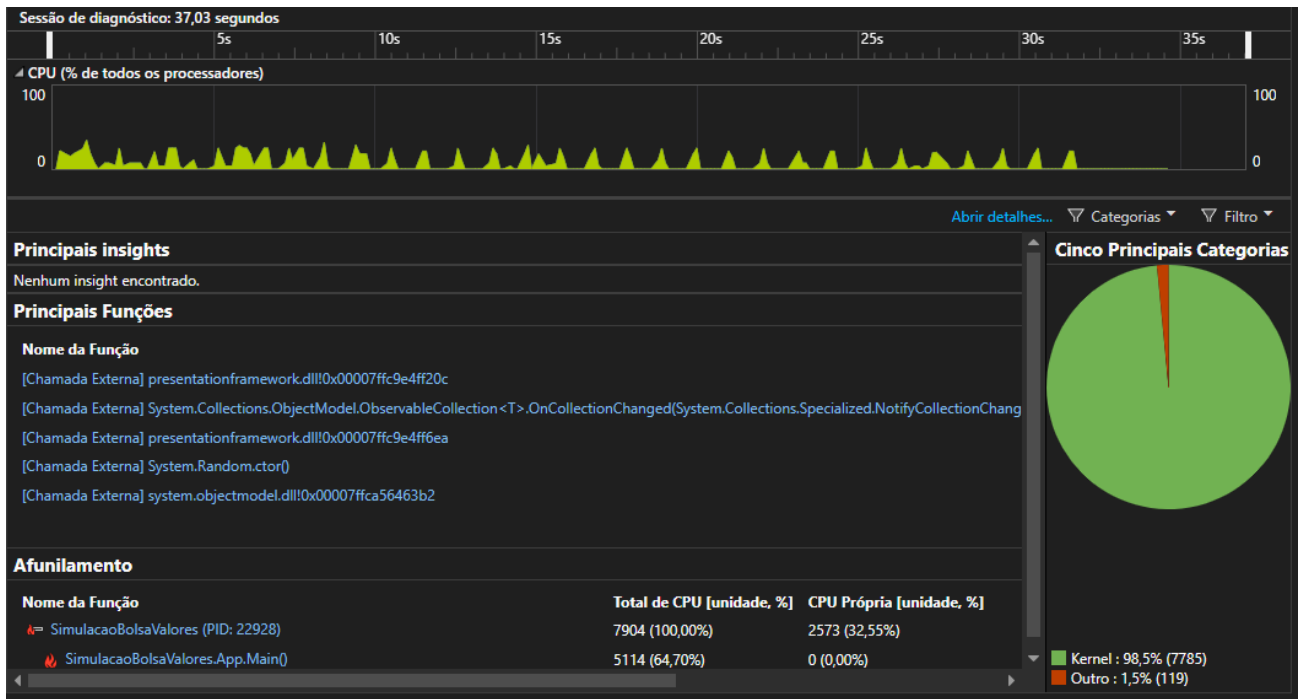 Sessão de diagnóstico: 37,03 segundos
5s 10s 15s 20s 25s 30s 35s
CPU (% de todos os processadores)
100 100
0 0
Abrir detalhes... Categorias Filtro
Principais insights
Nenhum insight encontrado.
Principais Funções
Nome da Função
[Chamada Externa] presentationframework.dll!0x00007ffc9e4ff20c
[Chamada Externa] System.Collections.ObjectModel.ObservableCollection<T>.OnCollectionChanged(System.Collections.Specialized.NotifyCollectionChang
[Chamada Externa] presentationframework.dll!0x00007ffc9e4ff6ea
[Chamada Externa] System.Random.ctor()
[Chamada Externa] system.objectmodel.dll!0x00007ffca56463b2
Afunilamento
Nome da Função Total de CPU [unidade, %] CPU Própria [unidade, %]
SimulacaoBolsaValores (PID: 22928) 7904 (100,00%) 2573 (32,55%)
SimulacaoBolsaValores.App.Main() 5114 (64,70%) 0 (0,00%)
Cinco Principais Categorias
Kernel : 98,5% (7785)
Outro : 1,5% (119)